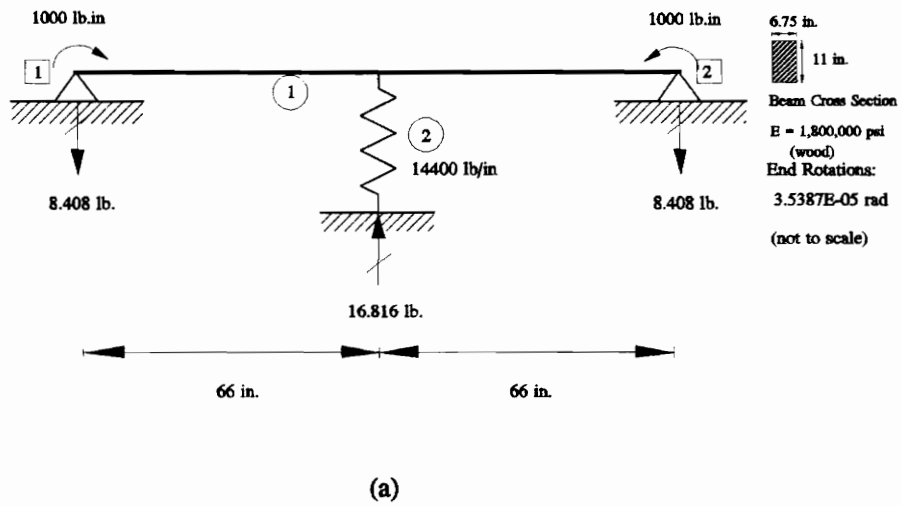 1000 lb.in
1000 lb.in
6.75 in.
1
2
11 in.
1
Beam Cross Section
2
E = 1,800,000 psi
(wood)
14400 lb/in
End Rotations:
8.408 lb.
8.408 lb.
3.5387E-05 rad
(not to scale)
16.816 lb.
66 in.
66 in.
(a)